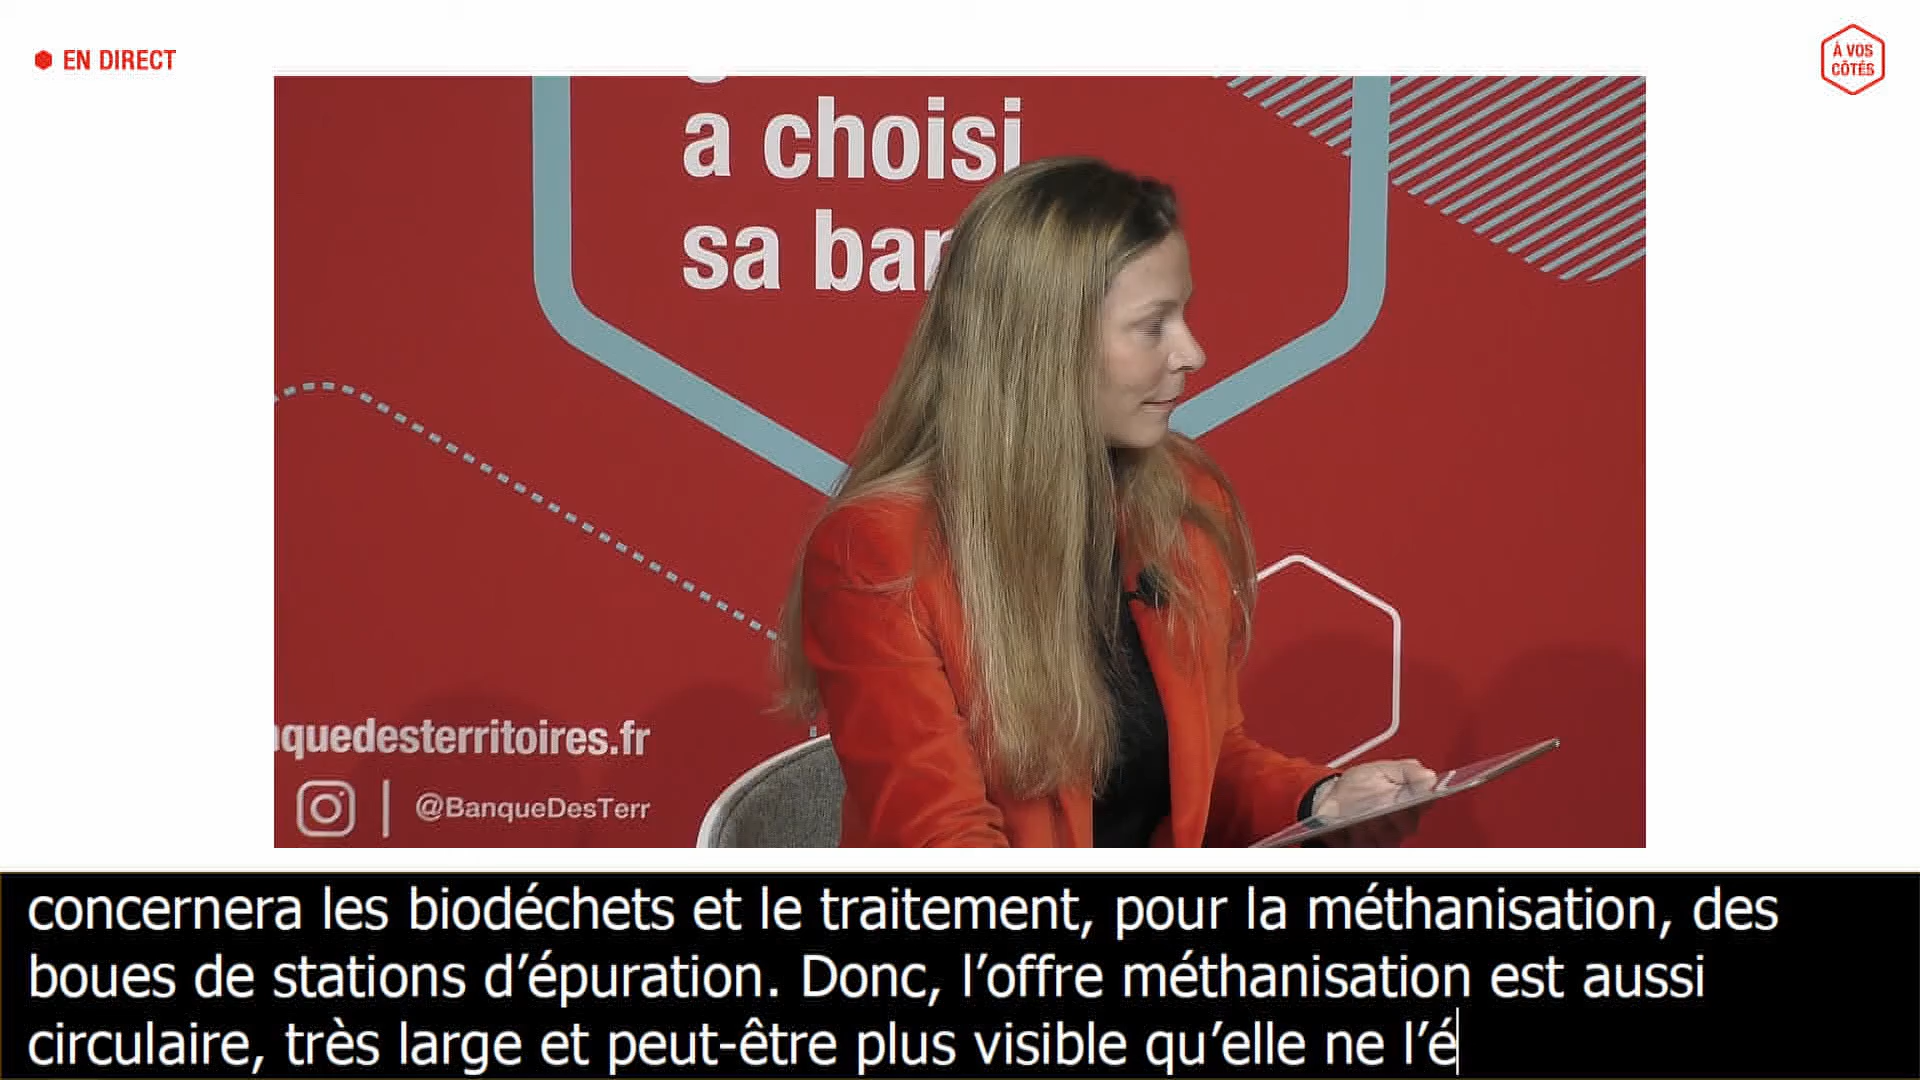 EN DIRECT
À VOS
CÔTÉS
a choisi
sa ban
quedesterritoires.fr
@BanqueDesTerr
concernera les biodéchets et le traitement, pour la méthanisation, des
boues de stations d’épuration. Donc, l’offre méthanisation est aussi
circulaire, très large et peut-être plus visible qu’elle ne l’é